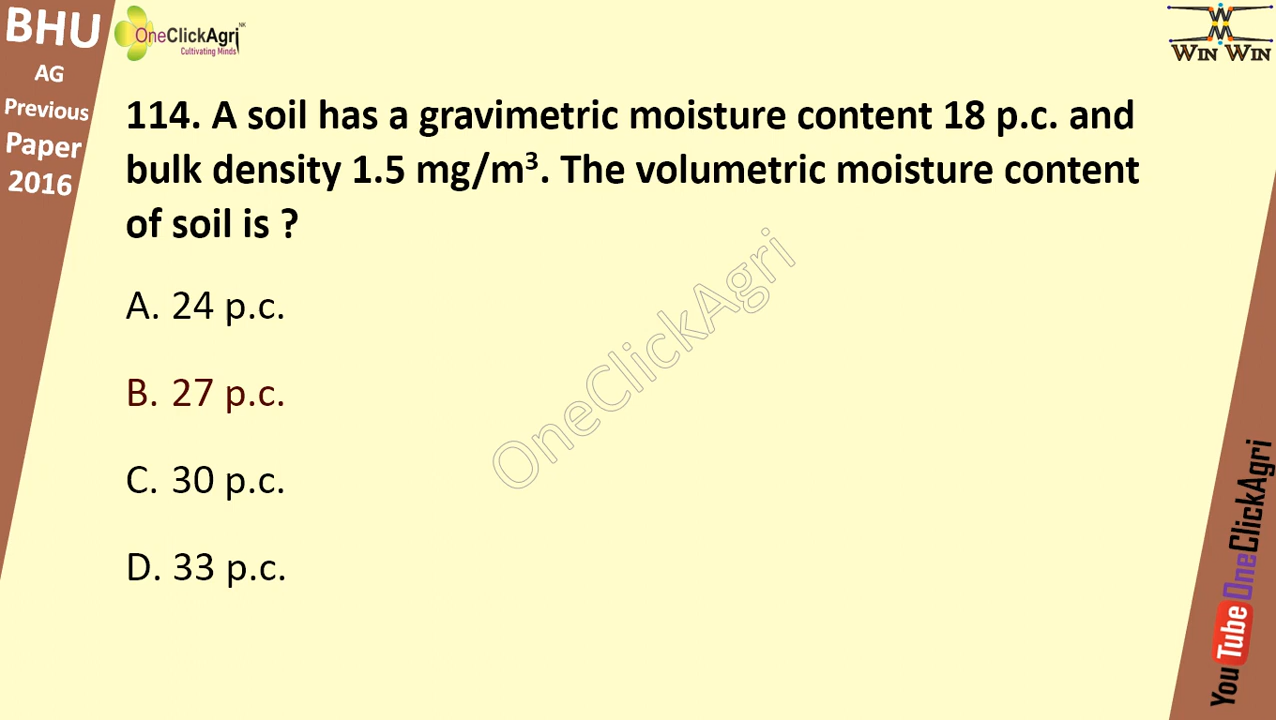 BHU
AG
Previous
Paper
2016
OneClickAgri NK
Cultivating Minds
WIN WIN
114. A soil has a gravimetric moisture content 18 p.c. and
bulk density 1.5 mg/m³. The volumetric moisture content
of soil is ?
A. 24 p.c.
B. 27 p.c.
C. 30 p.c.
D. 33 p.c.
OneClickAgri
YouTube OneClickAgri